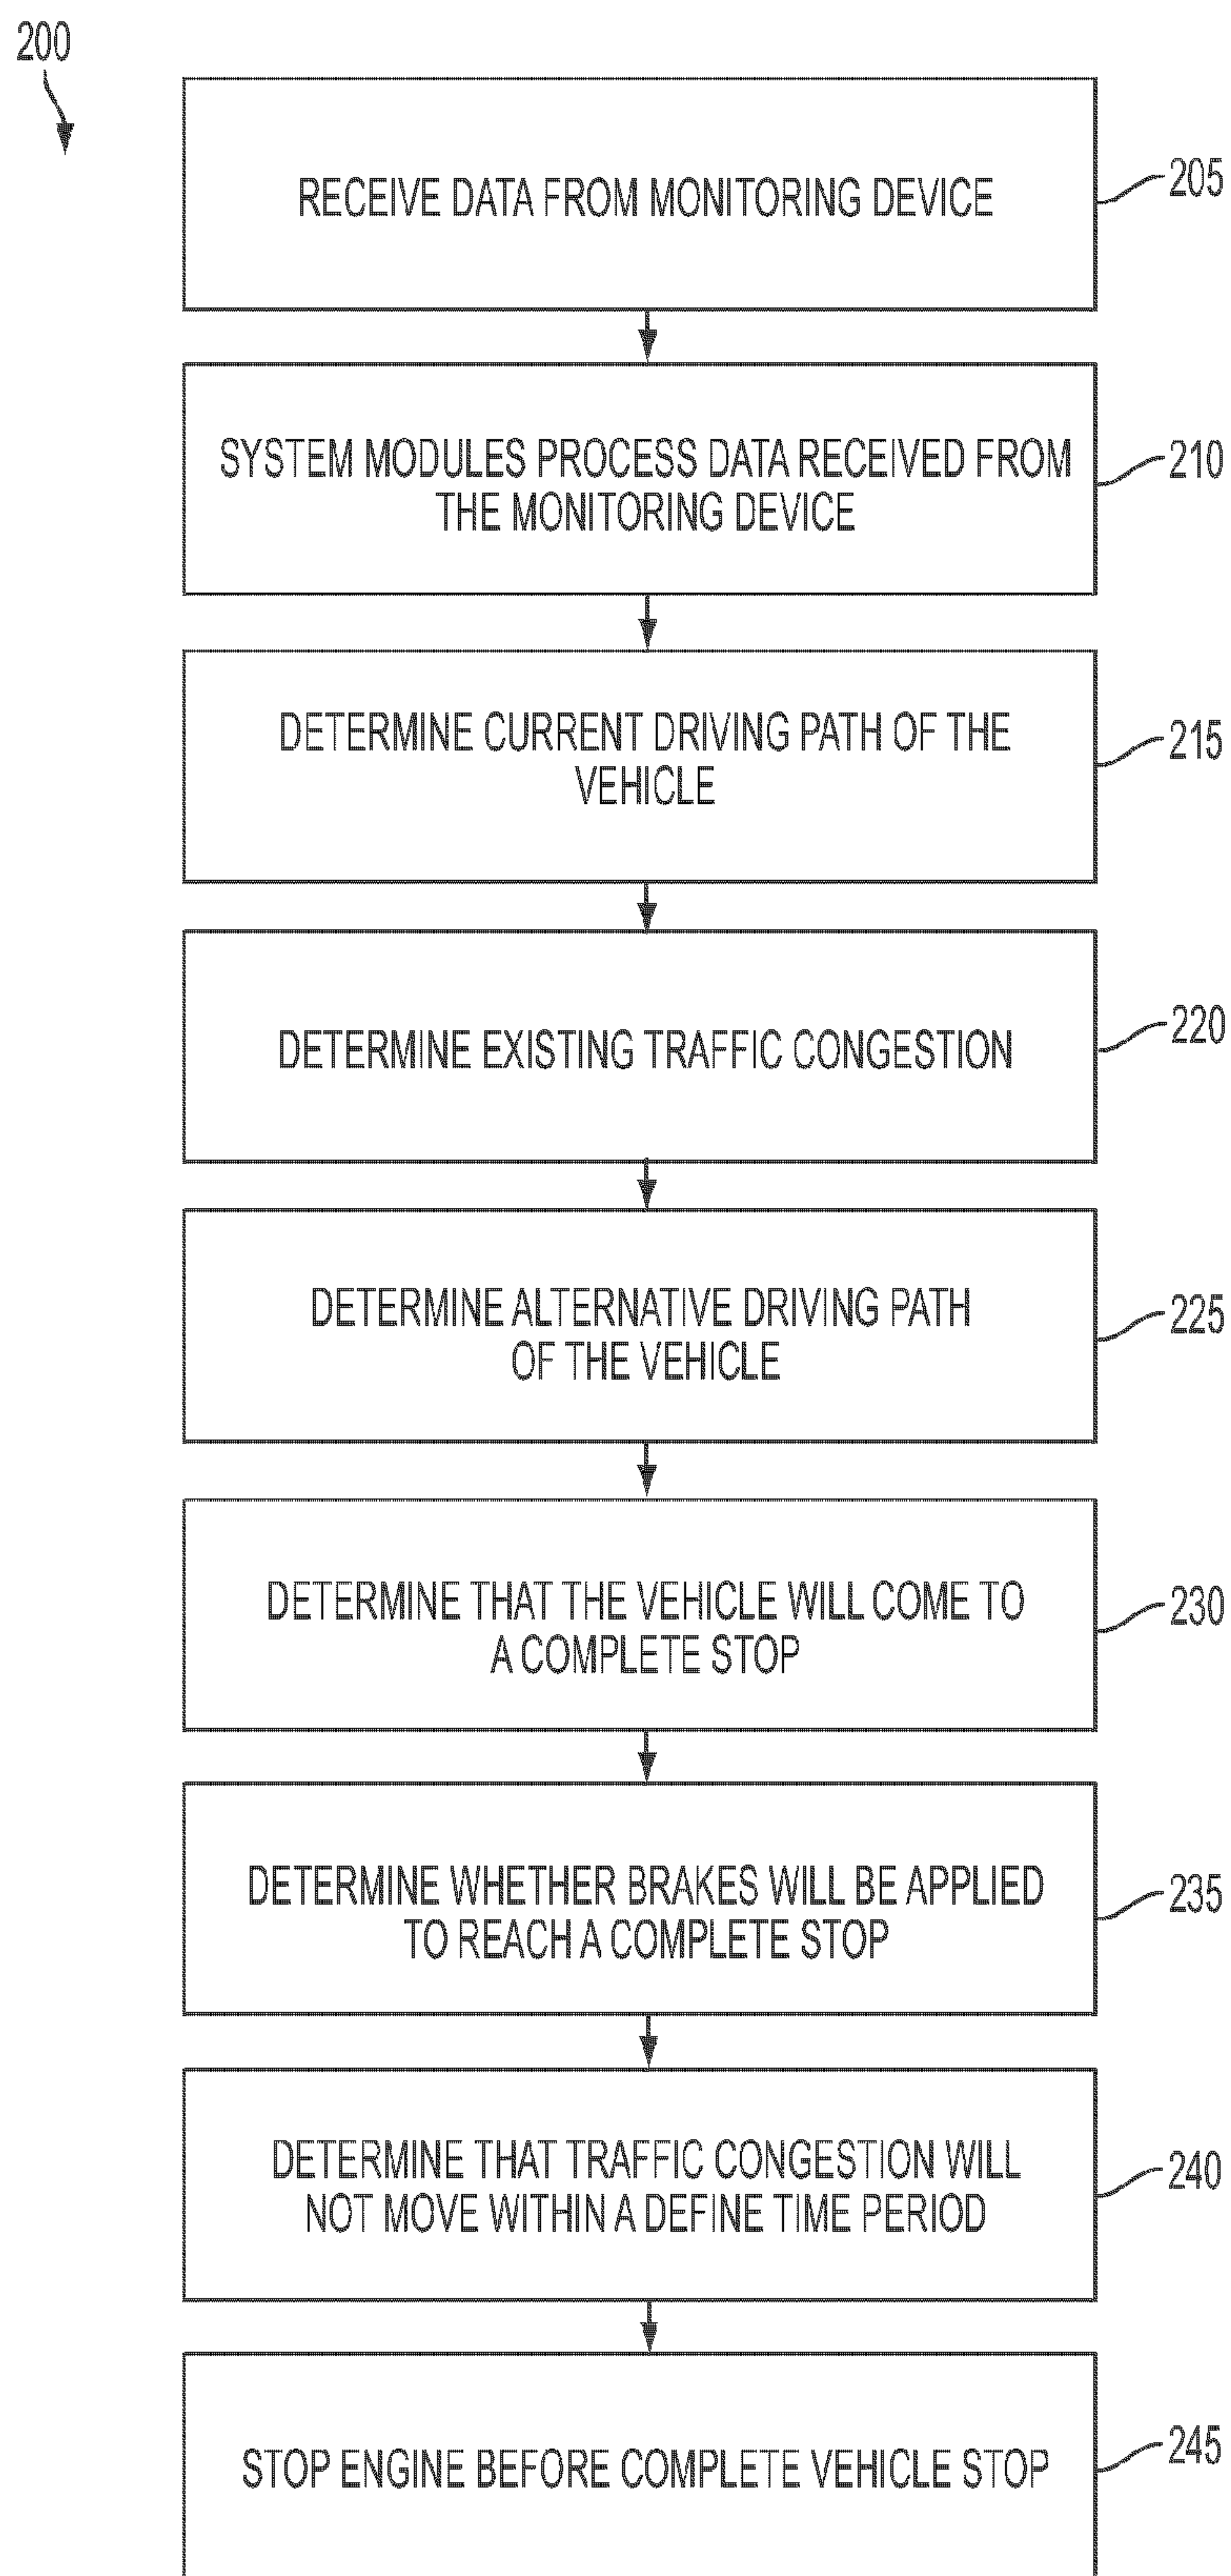 200
RECEIVE DATA FROM MONITORING DEVICE
205
SYSTEM MODULES PROCESS DATA RECEIVED FROM
THE MONITORING DEVICE
210
DETERMINE CURRENT DRIVING PATH OF THE
VEHICLE
215
DETERMINE EXISTING TRAFFIC CONGESTION
220
DETERMINE ALTERNATIVE DRIVING PATH
OF THE VEHICLE
225
DETERMINE THAT THE VEHICLE WILL COME TO
A COMPLETE STOP
230
DETERMINE WHETHER BRAKES WILL BE APPLIED
TO REACH A COMPLETE STOP
235
DETERMINE THAT TRAFFIC CONGESTION WILL
NOT MOVE WITHIN A DEFINE TIME PERIOD
240
STOP ENGINE BEFORE COMPLETE VEHICLE STOP
245